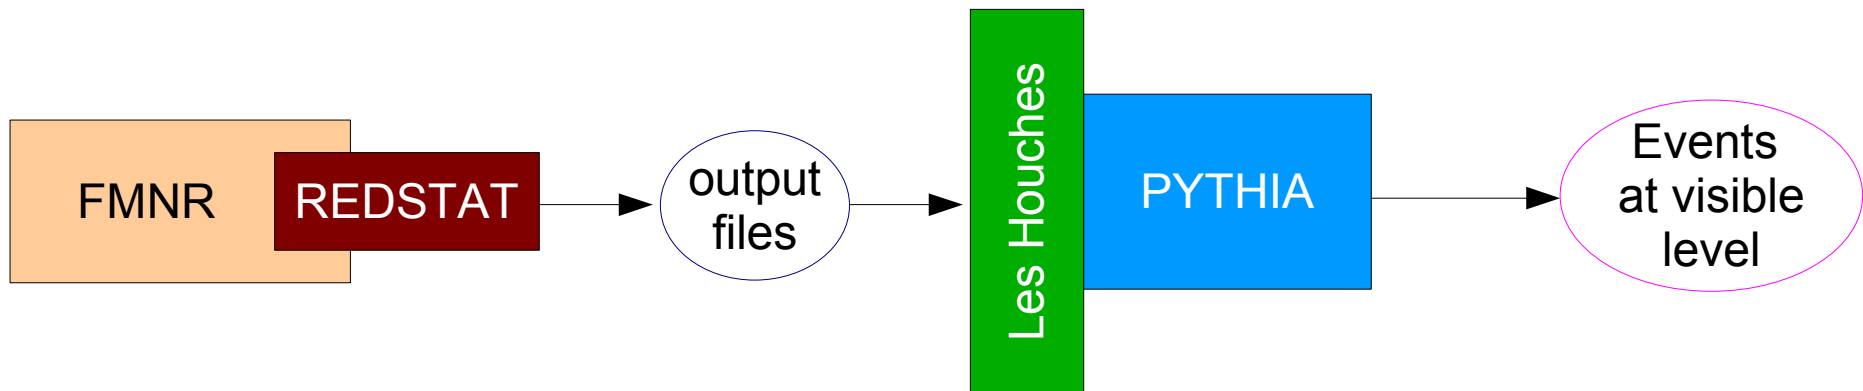 FMNR
REDSTAT
output
files
Les Houches
PYTHIA
Events
at visible
level